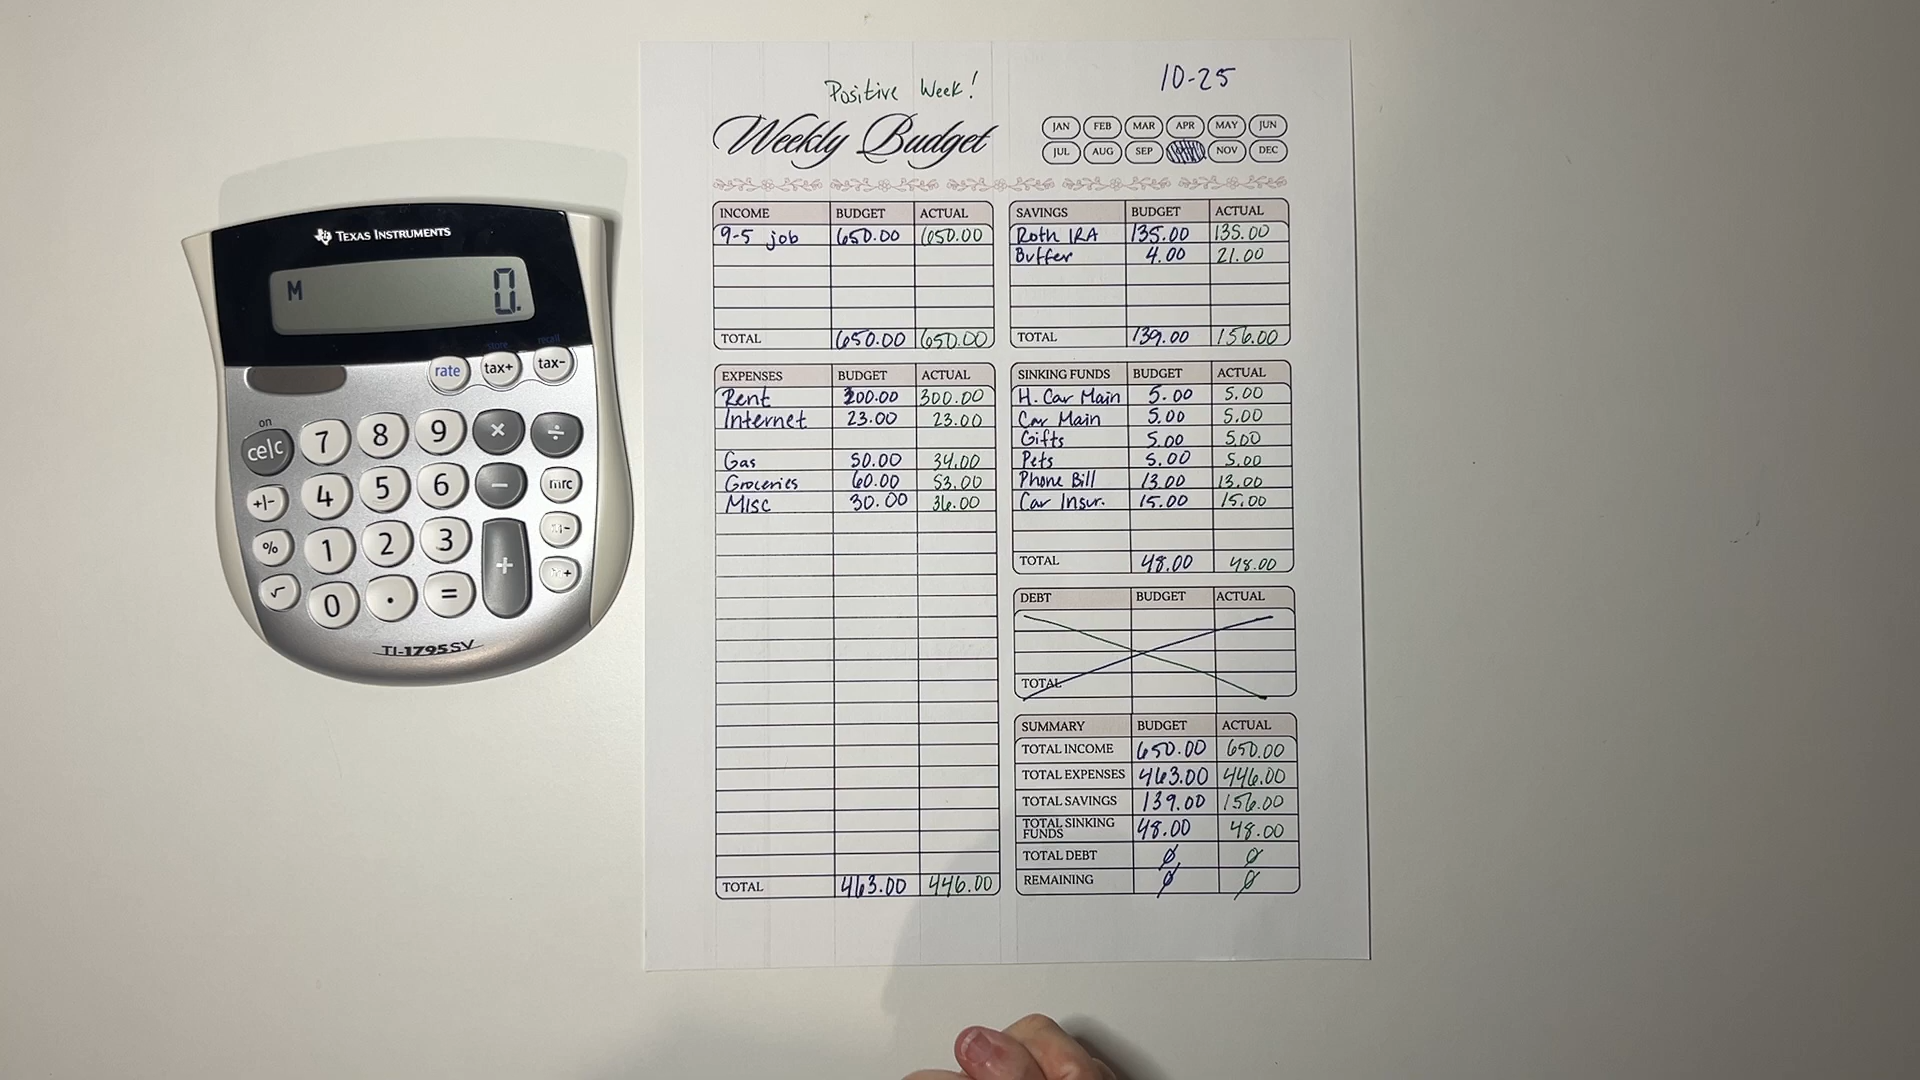 Positive Week!
10-25
Weekly Budget
JAN FEB MAR APR MAY JUN
JUL AUG SEP NOV DEC
INCOME BUDGET ACTUAL
9-5 job 650.00 650.00
TOTAL 650.00 650.00
EXPENSES BUDGET ACTUAL
Rent 300.00 300.00
Internet 23.00 23.00
Gas 50.00 34.00
Groceries 60.00 53.00
Misc 30.00 36.00
TOTAL 463.00 446.00
SAVINGS BUDGET ACTUAL
Roth IRA 135.00 135.00
Buffer 4.00 21.00
TOTAL 139.00 156.00
SINKING FUNDS BUDGET ACTUAL
H. Car Main 5.00 5.00
Car Main 5.00 5.00
Gifts 5.00 5.00
Pets 5.00 5.00
Phone Bill 13.00 13.00
Car Insur. 15.00 15.00
TOTAL 48.00 48.00
DEBT BUDGET ACTUAL
TOTAL
SUMMARY BUDGET ACTUAL
TOTAL INCOME 650.00 650.00
TOTAL EXPENSES 463.00 446.00
TOTAL SAVINGS 139.00 156.00
TOTAL SINKING FUNDS 48.00 48.00
TOTAL DEBT 0 0
REMAINING 0 0
TEXAS INSTRUMENTS
M 0.
store recall
rate tax+ tax-
on
ce/c 7 8 9 × ÷
+/- 4 5 6 − mrc
% 1 2 3 + m-
√ 0 . = m+
TI-1795 SV